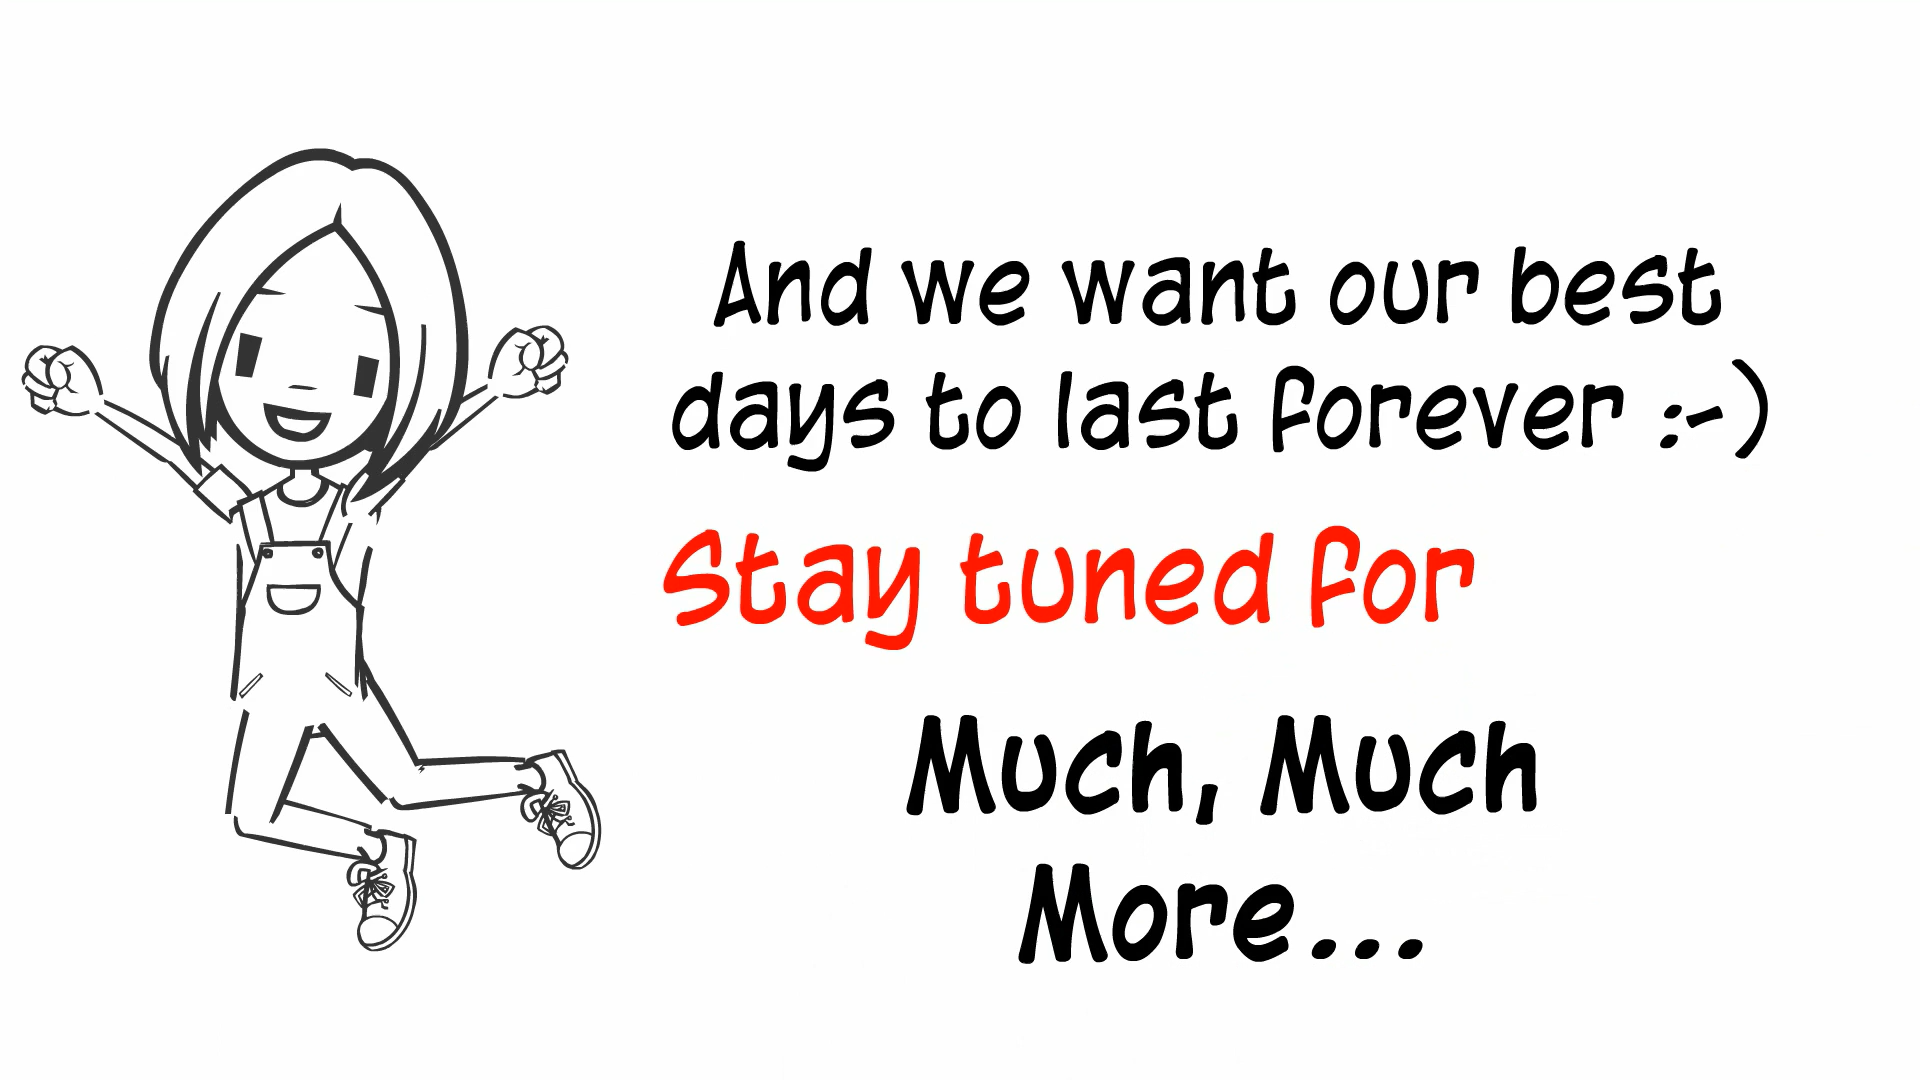 And we want our best
days to last forever :-)
Stay tuned for
Much, Much
More...